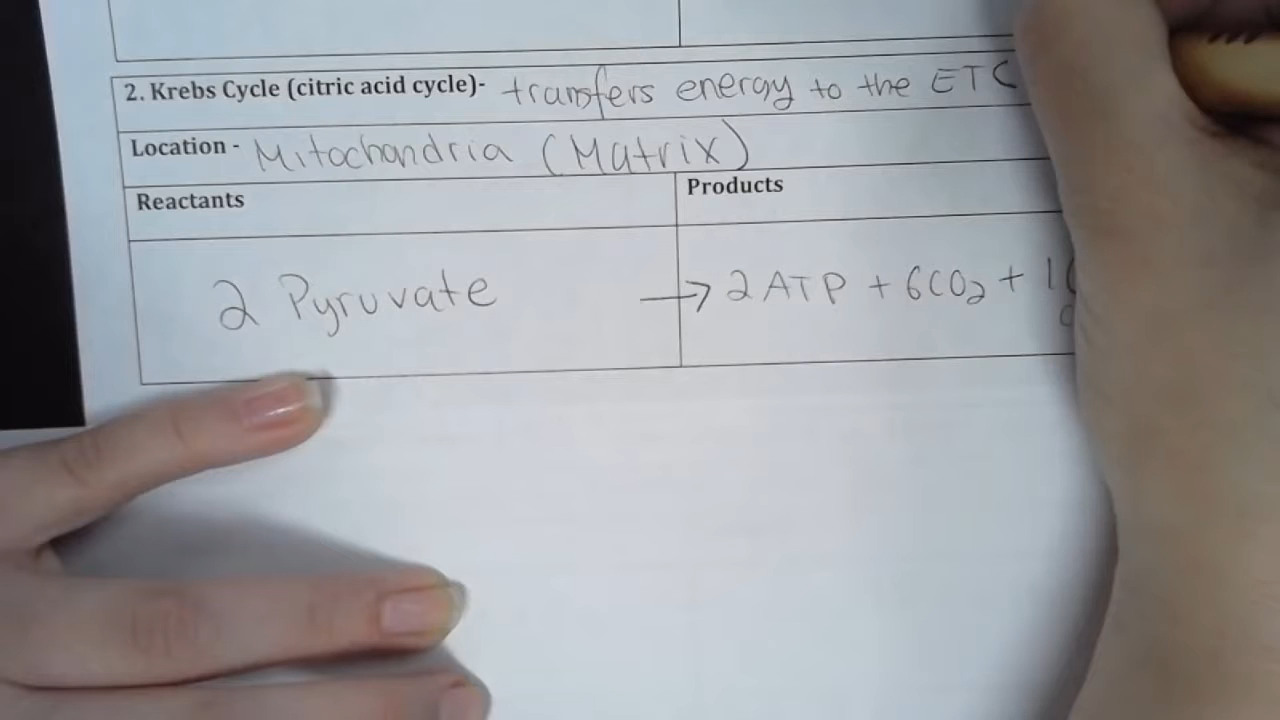 2. Krebs Cycle (citric acid cycle)- transfers energy to the ETC
Location - Mitochondria (Matrix)
Reactants
Products
2 Pyruvate
→ 2 ATP + 6CO₂ + 1